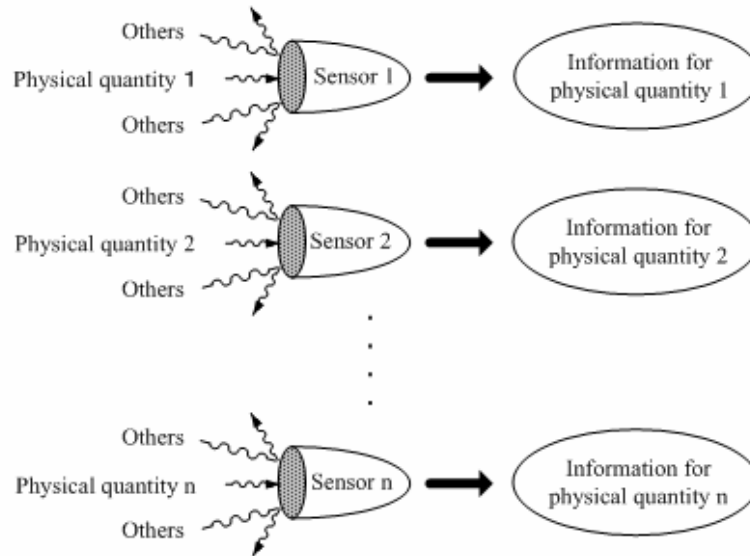 Others
Physical quantity 1
Others
Sensor 1
Information for
physical quantity 1
Others
Physical quantity 2
Others
Sensor 2
Information for
physical quantity 2
Others
Physical quantity n
Others
Sensor n
Information for
physical quantity n